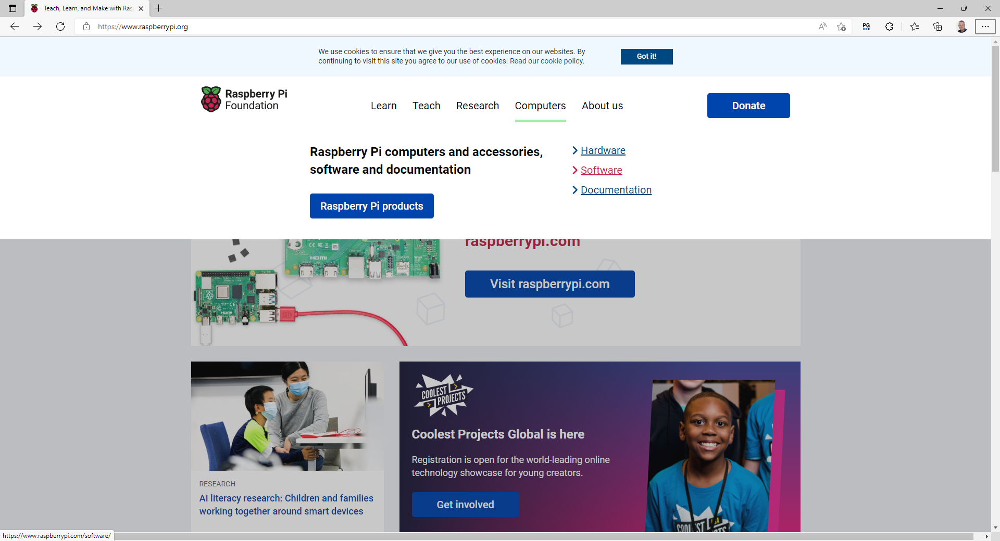 Teach, Learn, and Make with Ras
https://www.raspberrypi.org
PG
We use cookies to ensure that we give you the best experience on our websites. By
continuing to visit this site you agree to our use of cookies. Read our cookie policy.
Got it!
Raspberry Pi
Foundation
Learn
Teach
Research
Computers
About us
Donate
Raspberry Pi computers and accessories,
software and documentation
Hardware
Software
Documentation
Raspberry Pi products
raspberrypi.com
HDMI
Visit raspberrypi.com
HDMI
COOLEST
PROJECTS
Coolest Projects Global is here
Registration is open for the world-leading online
technology showcase for young creators.
Get involved
RESEARCH
AI literacy research: Children and families
working together around smart devices
https://www.raspberrypi.com/software/